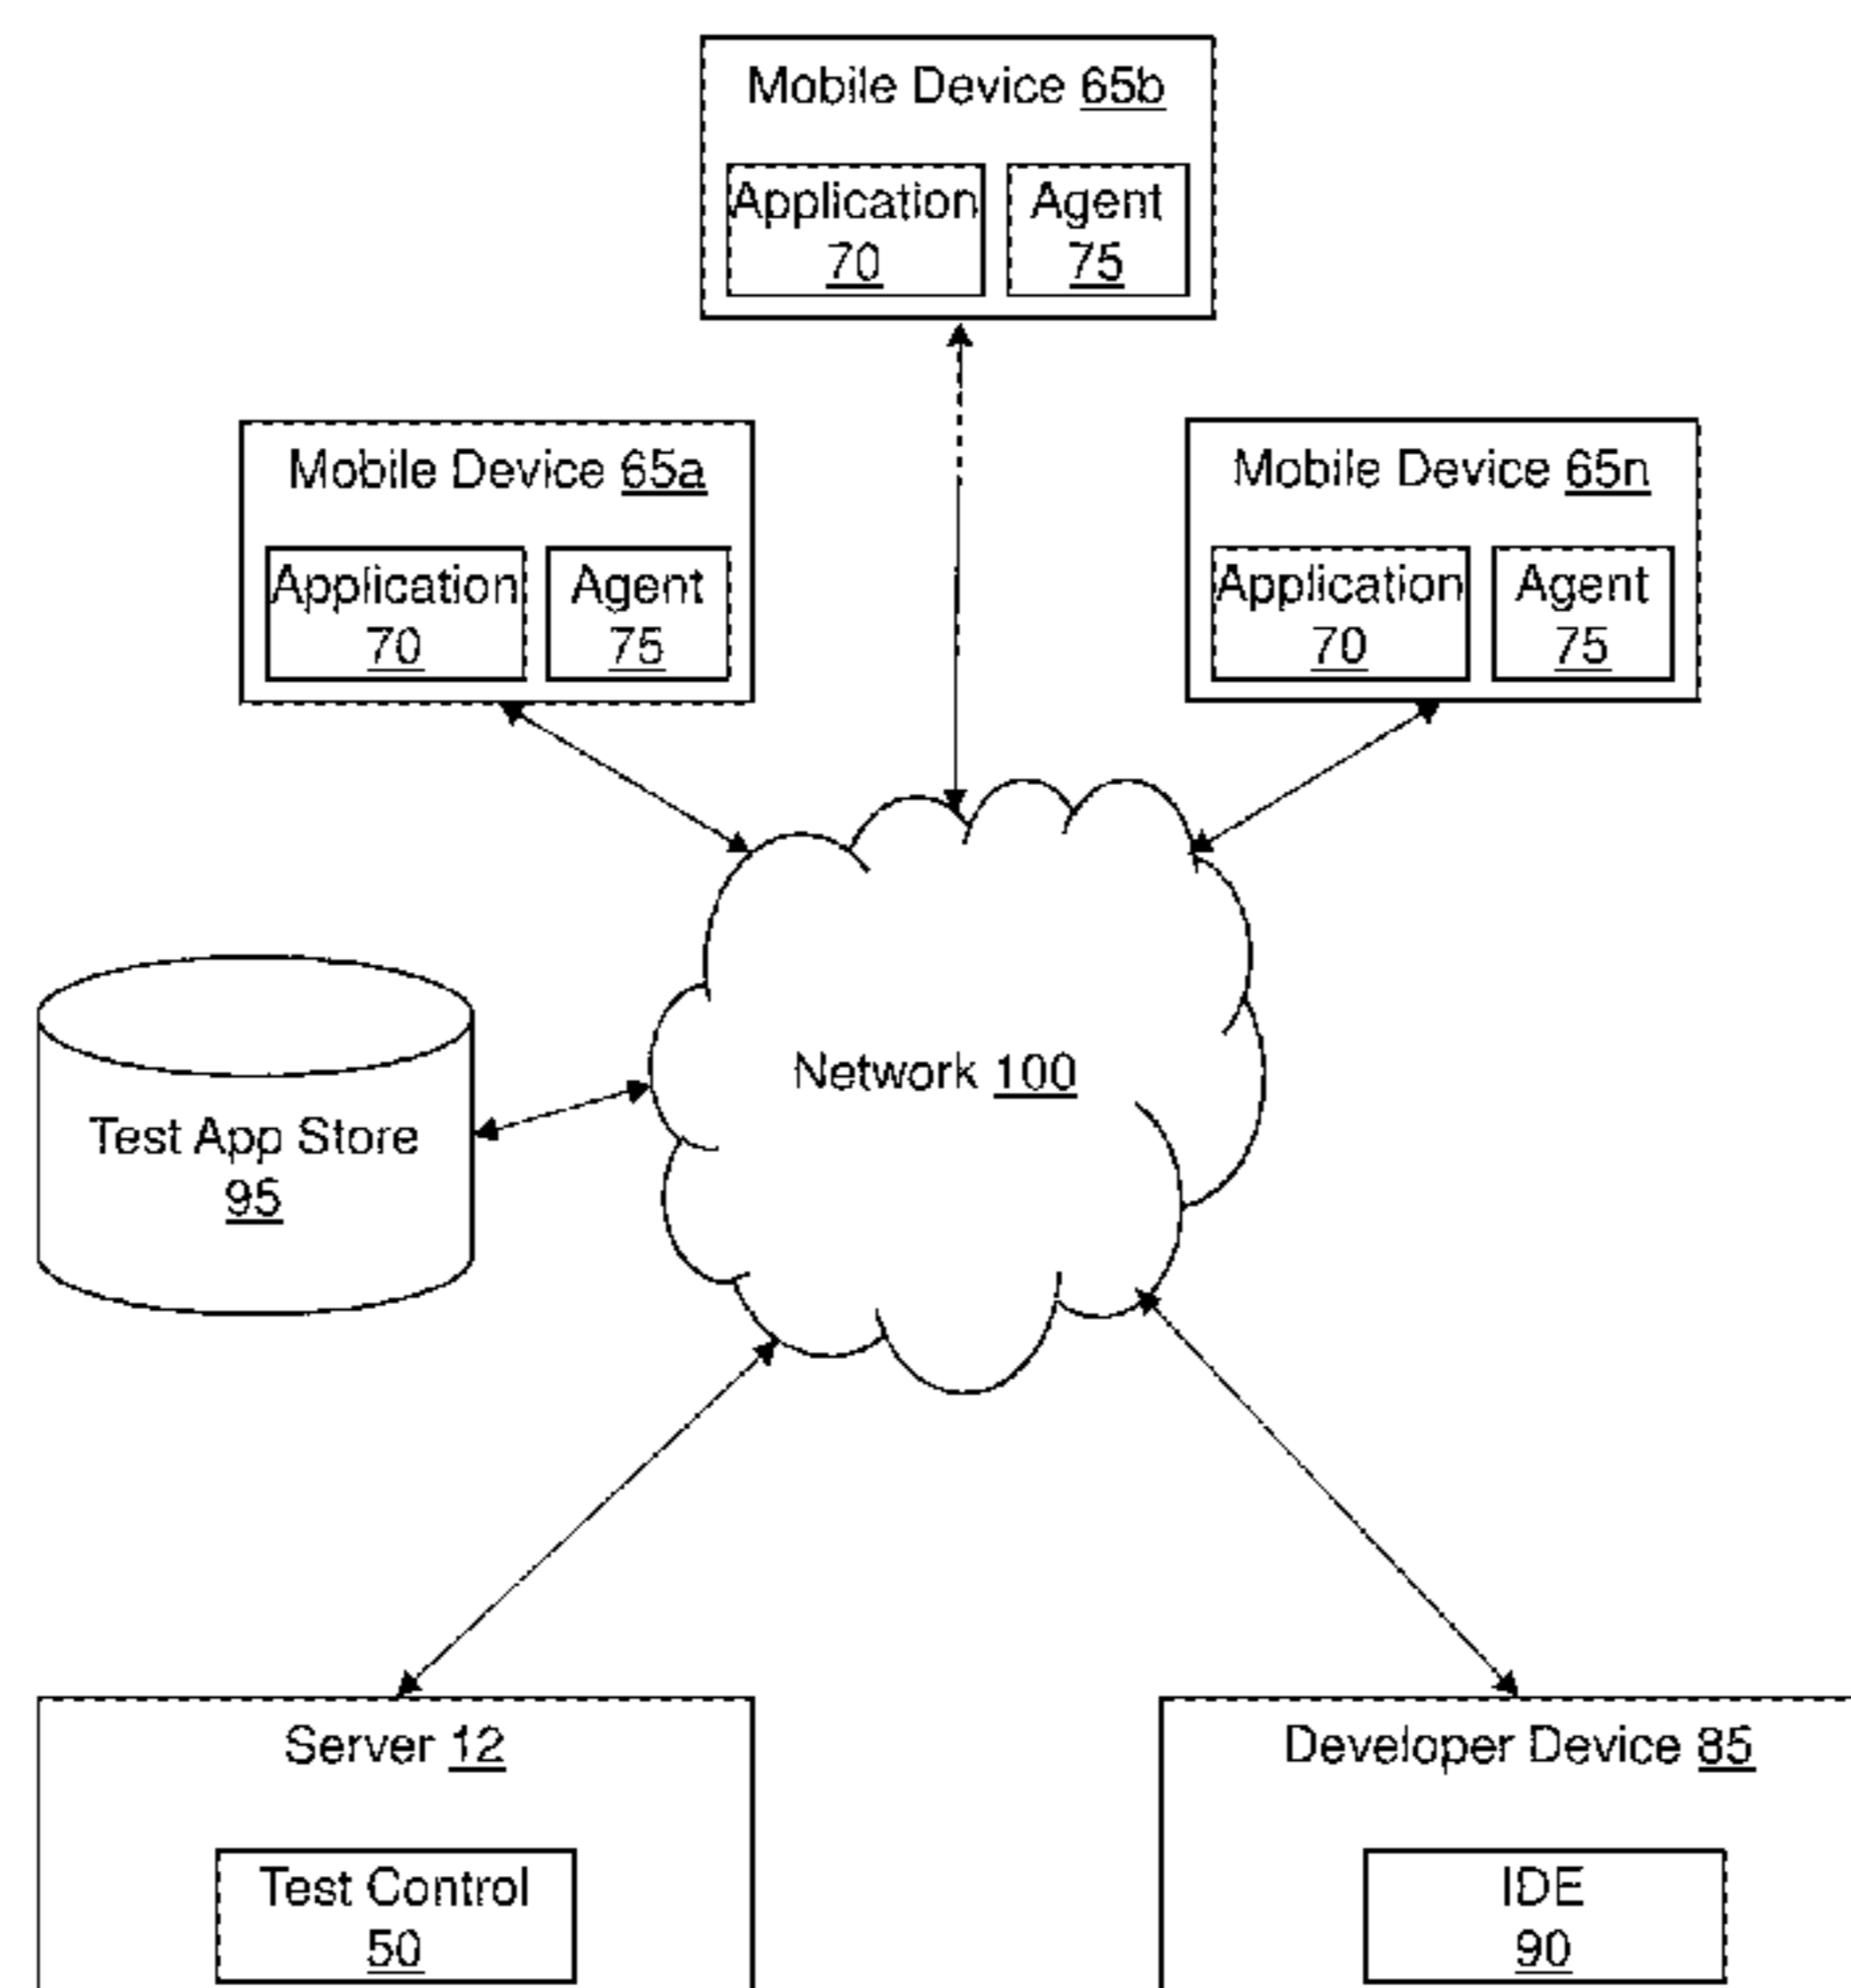 Mobile Device 65b
Application
70
Agent
75
Mobile Device 65a
Application
70
Agent
75
Mobile Device 65n
Application
70
Agent
75
Network 100
Test App Store
95
Server 12
Test Control
50
Developer Device 85
IDE
90